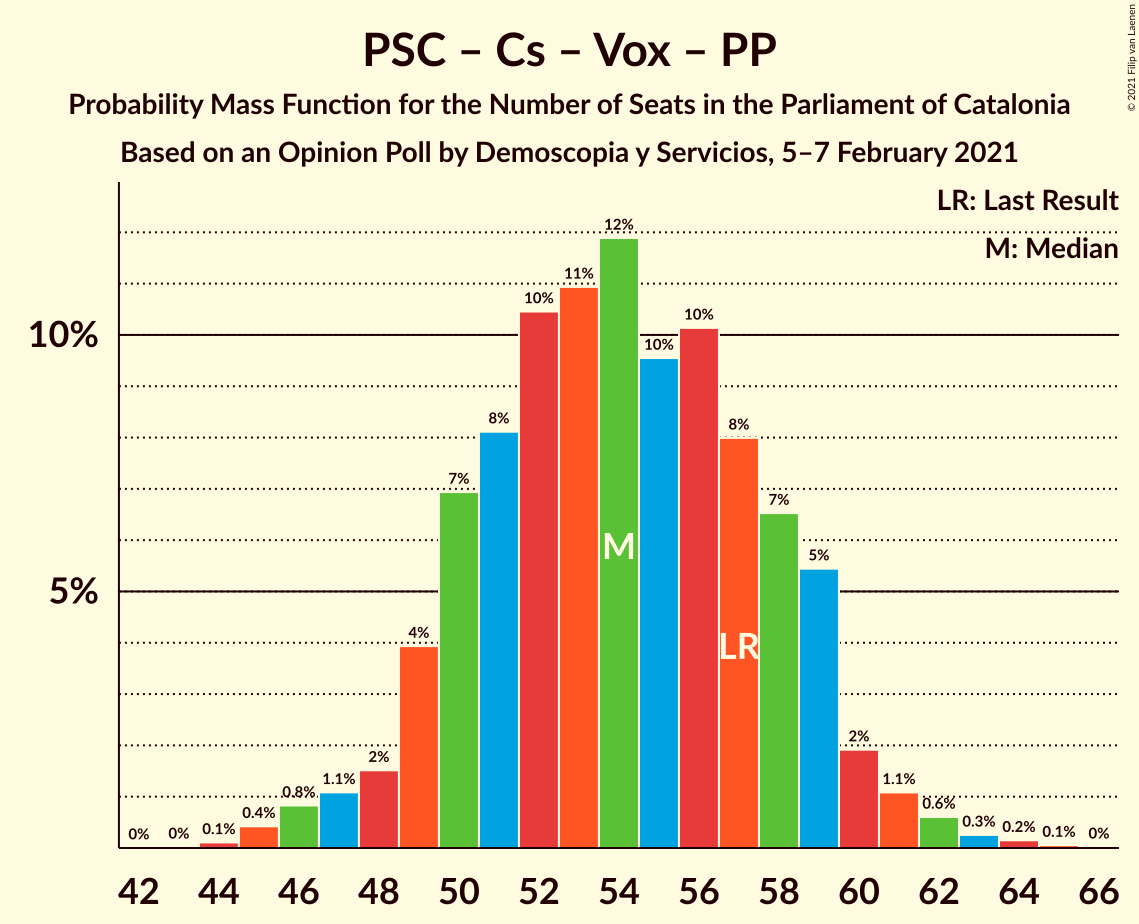 PSC – Cs – Vox – PP
Probability Mass Function for the Number of Seats in the Parliament of Catalonia
Based on an Opinion Poll by Demoscopia y Servicios, 5–7 February 2021
© 2021 Filip van Laenen
LR: Last Result
M: Median
10%
5%
0% 0% 0.1% 0.4% 0.8% 1.1% 2% 4% 7% 8% 10% 11% 12% 10% 10% 8% 7% 5% 2% 1.1% 0.6% 0.3% 0.2% 0.1% 0%
M
LR
42 44 46 48 50 52 54 56 58 60 62 64 66